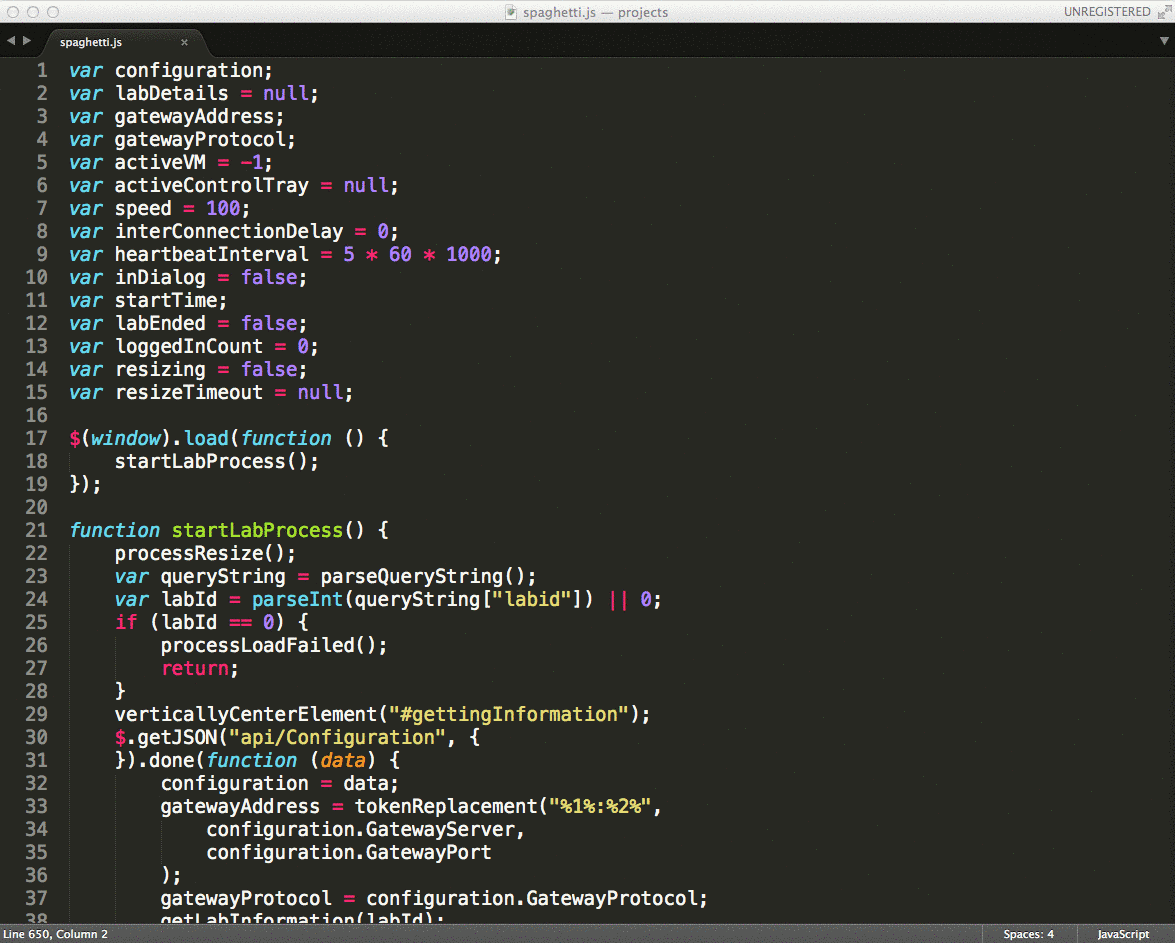 spaghetti.js — projects
UNREGISTERED
spaghetti.js ×
1 var configuration;
2 var labDetails = null;
3 var gatewayAddress;
4 var gatewayProtocol;
5 var activeVM = -1;
6 var activeControlTray = null;
7 var speed = 100;
8 var interConnectionDelay = 0;
9 var heartbeatInterval = 5 * 60 * 1000;
10 var inDialog = false;
11 var startTime;
12 var labEnded = false;
13 var loggedInCount = 0;
14 var resizing = false;
15 var resizeTimeout = null;
16
17 $(window).load(function () {
18     startLabProcess();
19 });
20
21 function startLabProcess() {
22     processResize();
23     var queryString = parseQueryString();
24     var labId = parseInt(queryString["labid"]) || 0;
25     if (labId == 0) {
26         processLoadFailed();
27         return;
28     }
29     verticallyCenterElement("#gettingInformation");
30     $.getJSON("api/Configuration", {
31     }).done(function (data) {
32         configuration = data;
33         gatewayAddress = tokenReplacement("%1%:%2%",
34             configuration.GatewayServer,
35             configuration.GatewayPort
36         );
37         gatewayProtocol = configuration.GatewayProtocol;
38         getLabInformation(labId);
Line 650, Column 2
Spaces: 4
JavaScript